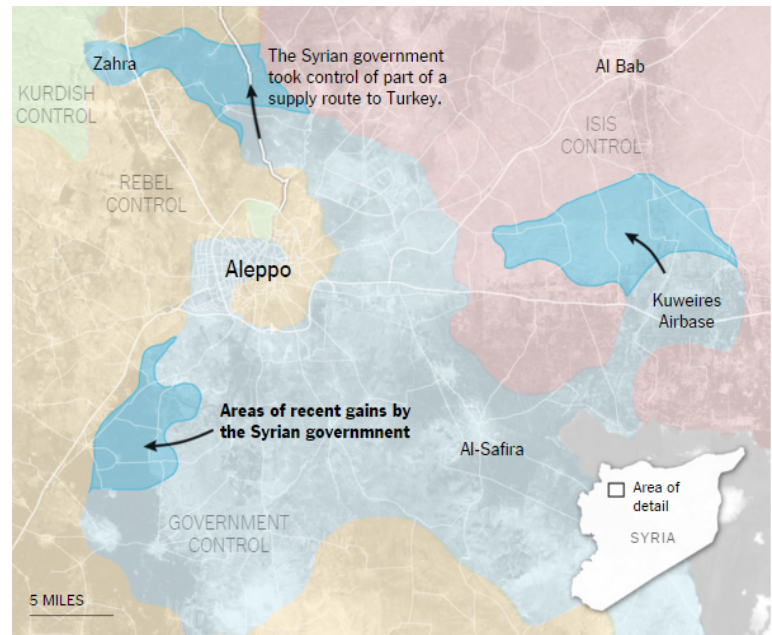 Zahra
The Syrian government
took control of part of a
supply route to Turkey.
Al Bab
KURDISH
CONTROL
ISIS
CONTROL
REBEL
CONTROL
Aleppo
Kuweires
Airbase
Areas of recent gains by
the Syrian governmnent
Al-Safira
GOVERNMENT
CONTROL
Area of
detail
SYRIA
5 MILES